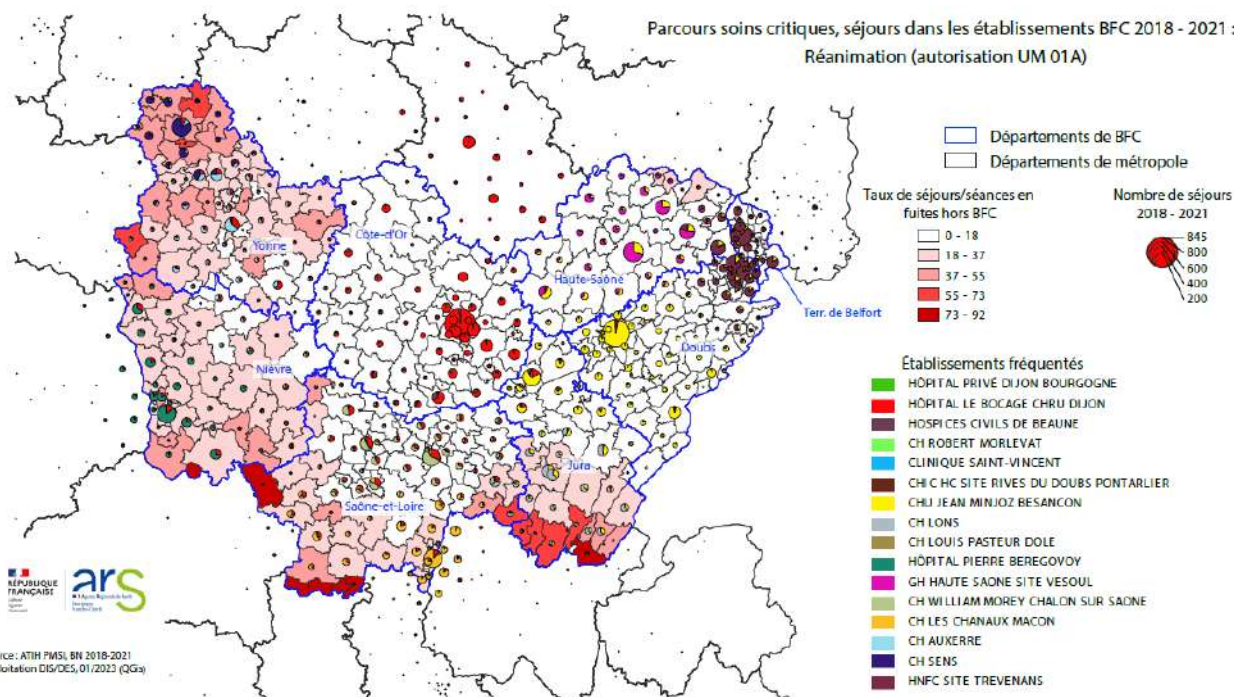 Parcours soins critiques, séjours dans les établissements BFC 2018 - 2021 :
Réanimation (autorisation UM 01A)
Départements de BFC
Départements de métropole
Taux de séjours/séances en
fuites hors BFC
0 - 18
18 - 37
37 - 55
55 - 73
73 - 92
Nombre de séjours
2018 - 2021
845
800
600
400
200
Yonne
Côte-d'Or
Haute-Saône
Terr. de Belfort
Doubs
Nièvre
Jura
Saône-et-Loire
Établissements fréquentés
HÔPITAL PRIVÉ DIJON BOURGOGNE
HÔPITAL LE BOCAGE CHRU DIJON
HOSPICES CIVILS DE BEAUNE
CH ROBERT MORLEVAT
CLINIQUE SAINT-VINCENT
CHI C HC SITE RIVES DU DOUBS PONTARLIER
CHU JEAN MINJOZ BESANCON
CH LONS
CH LOUIS PASTEUR DOLE
HÔPITAL PIERRE BEREGOVOY
GH HAUTE SAONE SITE VESOUL
CH WILLIAM MOREY CHALON SUR SAONE
CH LES CHANAUX MACON
CH AUXERRE
CH SENS
HNFC SITE TREVENANS
RÉPUBLIQUE
FRANÇAISE
ars
rce : ATIH PMSI, BN 2018-2021
loitation DIS/DES, 01/2023 (QGis)